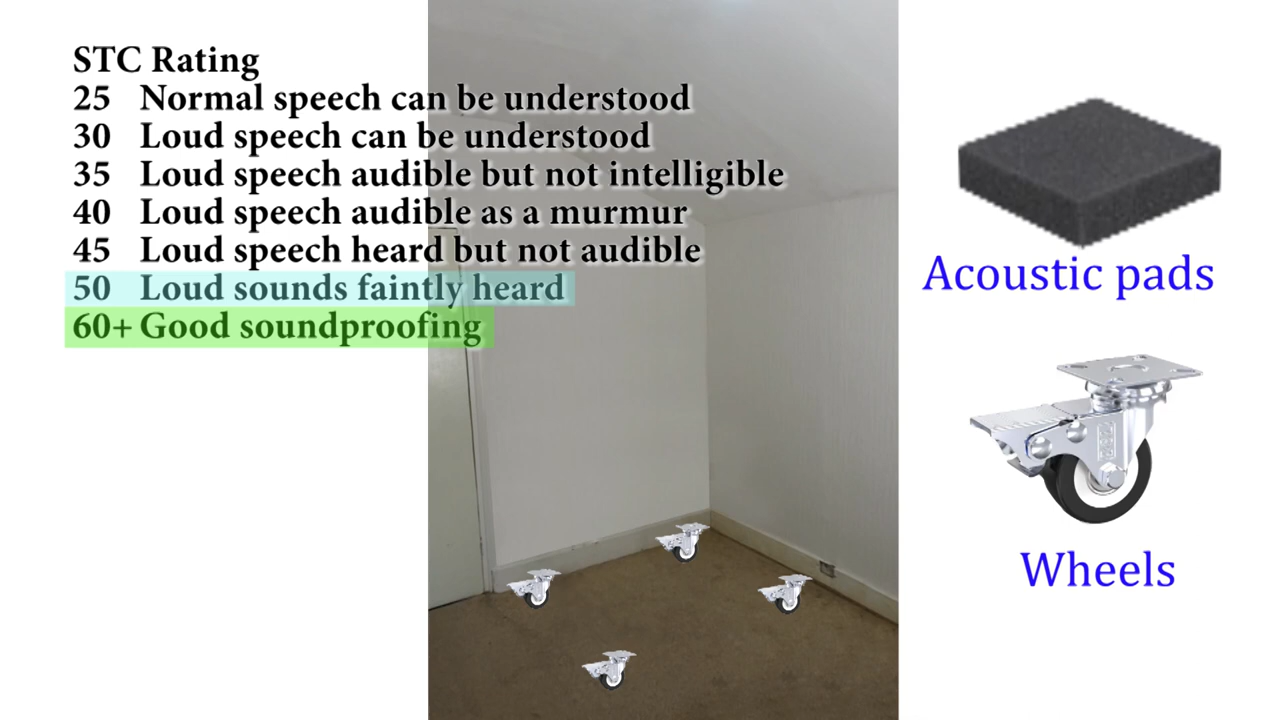 STC Rating
25 Normal speech can be understood
30 Loud speech can be understood
35 Loud speech audible but not intelligible
40 Loud speech audible as a murmur
45 Loud speech heard but not audible
50 Loud sounds faintly heard
60+ Good soundproofing
Acoustic pads
Wheels